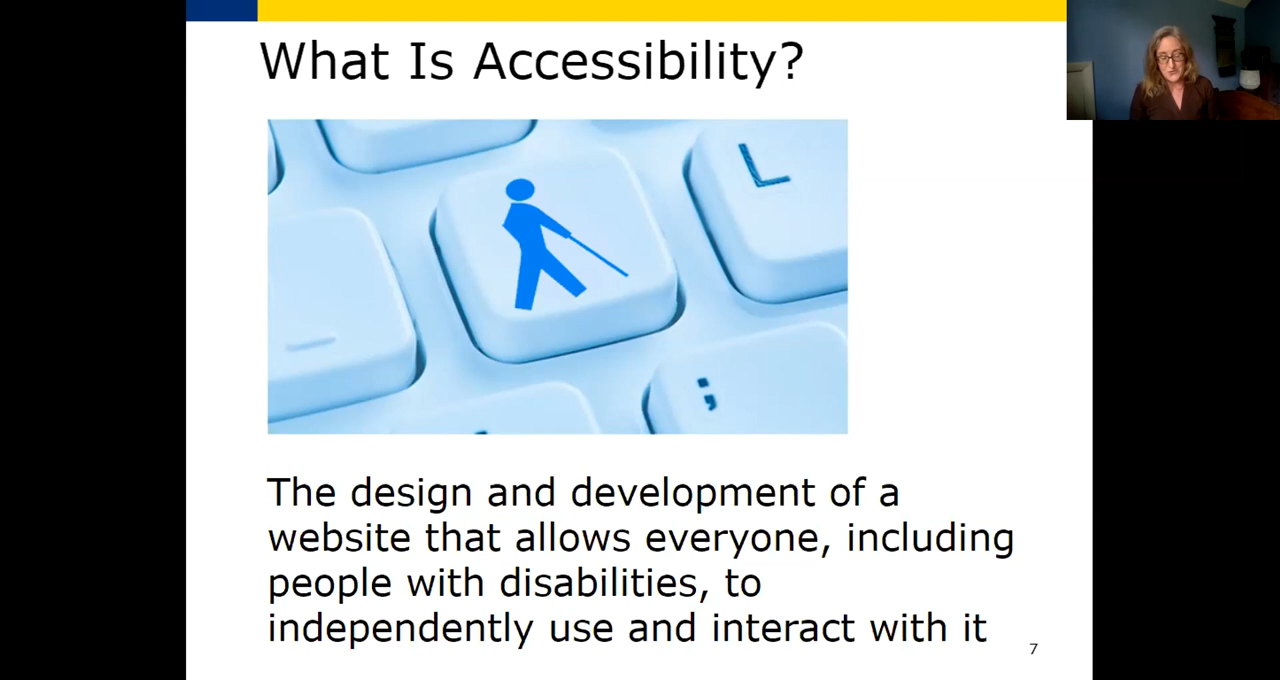 What Is Accessibility?
L
;
The design and development of a
website that allows everyone, including
people with disabilities, to
independently use and interact with it
7